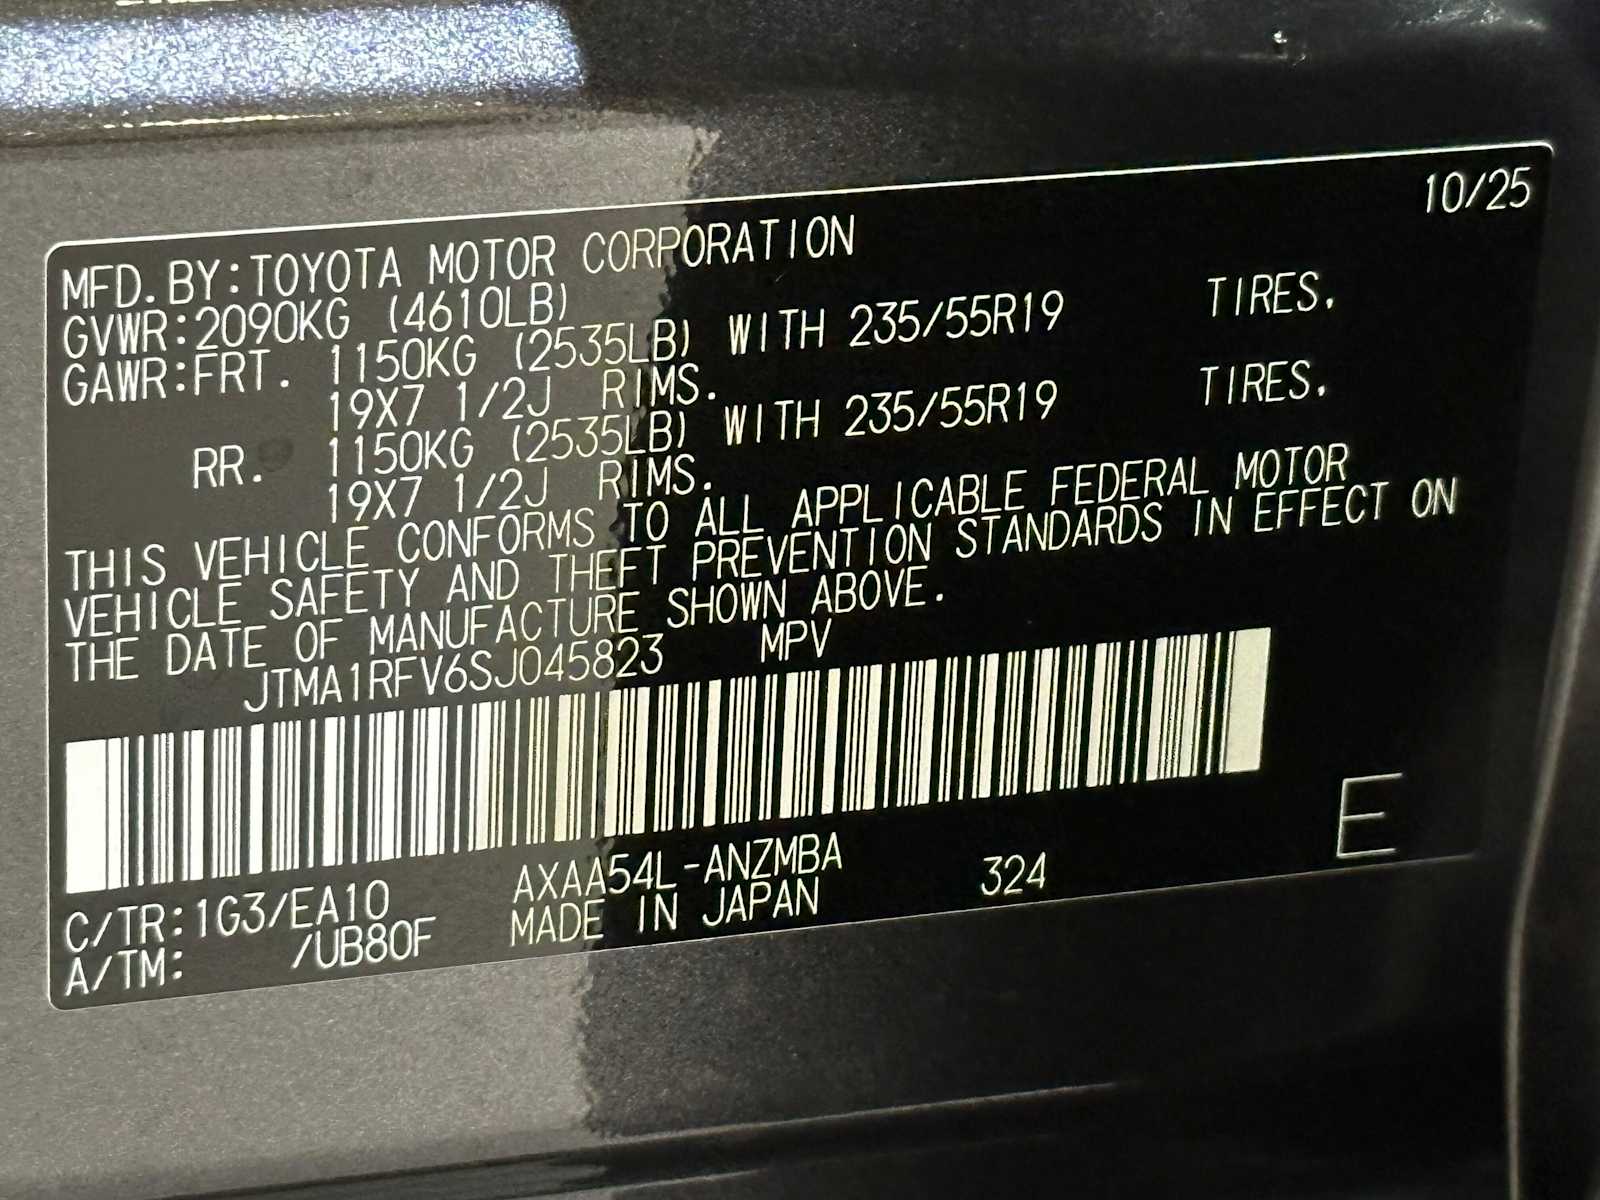 10/25
MFD.BY:TOYOTA MOTOR CORPORATION
GVWR:2090KG (4610LB)
GAWR:FRT. 1150KG (2535LB) WITH 235/55R19 TIRES.
19X7 1/2J RIMS.
RR. 1150KG (2535LB) WITH 235/55R19 TIRES.
19X7 1/2J RIMS.
THIS VEHICLE CONFORMS TO ALL APPLICABLE FEDERAL MOTOR
VEHICLE SAFETY AND THEFT PREVENTION STANDARDS IN EFFECT ON
THE DATE OF MANUFACTURE SHOWN ABOVE.
JTMA1RFV6SJ045823 MPV
E
C/TR:1G3/EA10 AXAA54L-ANZMBA 324
A/TM: /UB80F MADE IN JAPAN